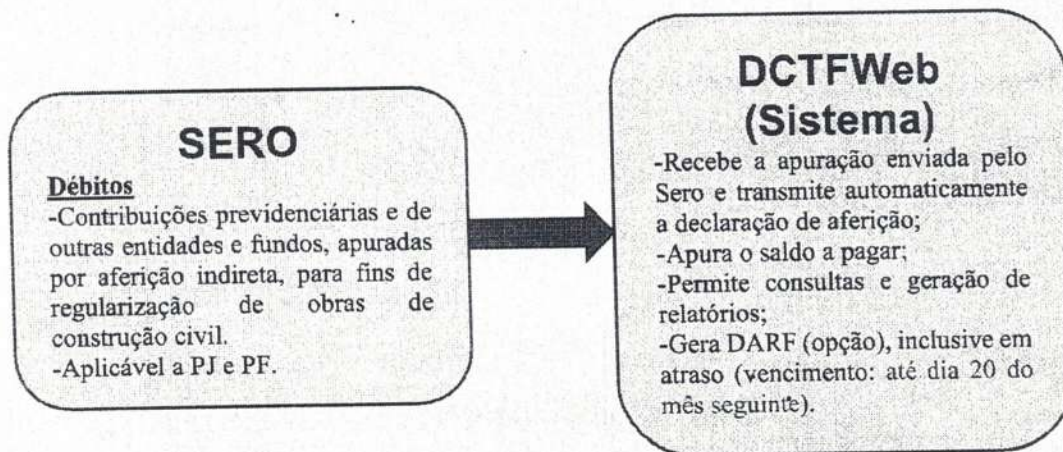 SERO
Débitos
-Contribuições previdenciárias e de
outras entidades e fundos, apuradas
por aferição indireta, para fins de
regularização de obras de
construção civil.
-Aplicável a PJ e PF.
DCTFWeb
(Sistema)
-Recebe a apuração enviada pelo
Sero e transmite automaticamente
a declaração de aferição;
-Apura o saldo a pagar;
-Permite consultas e geração de
relatórios;
-Gera DARF (opção), inclusive em
atraso (vencimento: até dia 20 do
mês seguinte).